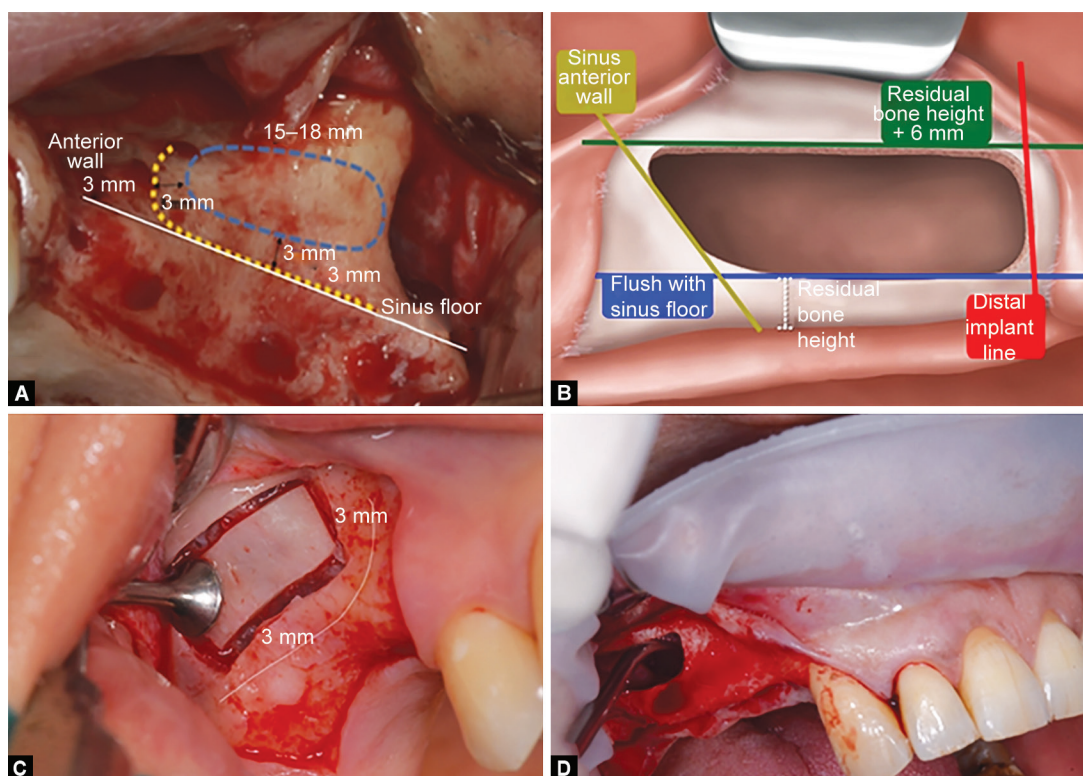 15–18 mm
Anterior
wall
3 mm
3 mm
3 mm
3 mm
Sinus floor
A
Sinus
anterior
wall
Residual
bone height
+ 6 mm
Flush with
sinus floor
Residual
bone
height
Distal
implant
line
B
3 mm
3 mm
C
D